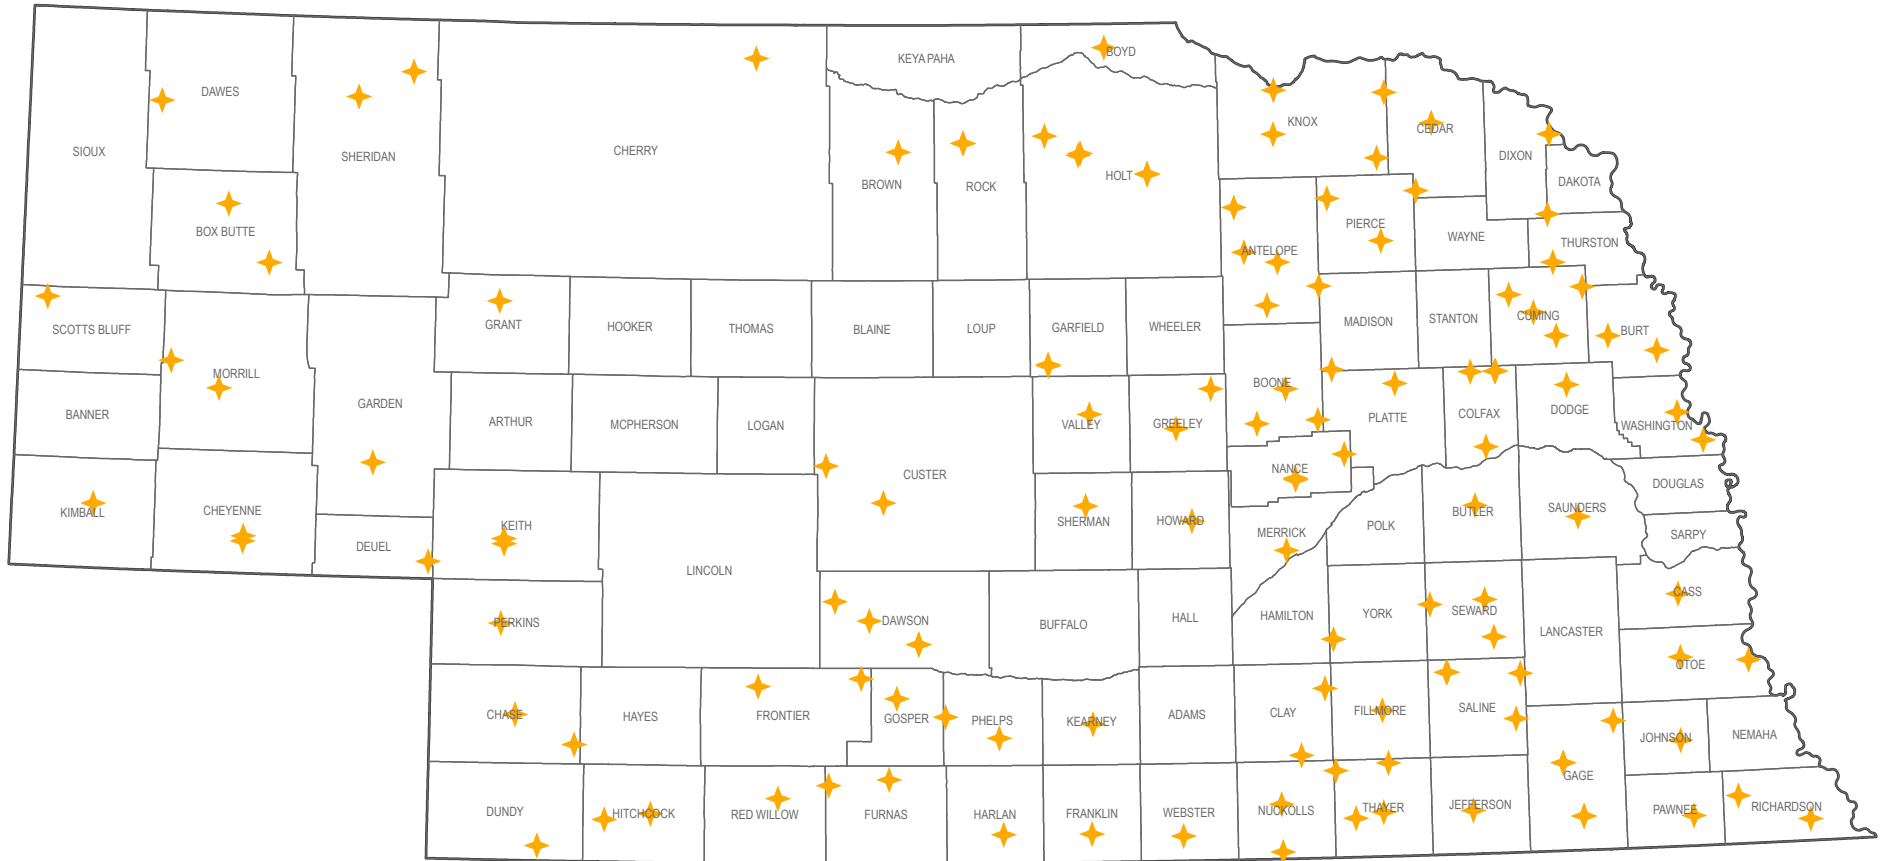 KEYA PAHA
BOYD
DAWES
KNOX
CEDAR
SIOUX
SHERIDAN
CHERRY
BROWN
ROCK
HOLT
DIXON
DAKOTA
BOX BUTTE
ANTELOPE
PIERCE
WAYNE
THURSTON
SCOTTS BLUFF
GRANT
HOOKER
THOMAS
BLAINE
LOUP
GARFIELD
WHEELER
MADISON
STANTON
CUMING
BURT
MORRILL
BANNER
GARDEN
ARTHUR
MCPHERSON
LOGAN
VALLEY
GREELEY
BOONE
PLATTE
COLFAX
DODGE
WASHINGTON
KIMBALL
CHEYENNE
CUSTER
NANCE
DOUGLAS
DEUEL
KEITH
SHERMAN
HOWARD
MERRICK
POLK
BUTLER
SAUNDERS
SARPY
LINCOLN
PERKINS
DAWSON
BUFFALO
HALL
HAMILTON
YORK
SEWARD
LANCASTER
CASS
OTOE
CHASE
HAYES
FRONTIER
GOSPER
PHELPS
KEARNEY
ADAMS
CLAY
FILLMORE
SALINE
JOHNSON
NEMAHA
DUNDY
HITCHCOCK
RED WILLOW
FURNAS
HARLAN
FRANKLIN
WEBSTER
NUCKOLLS
THAYER
JEFFERSON
GAGE
PAWNEE
RICHARDSON